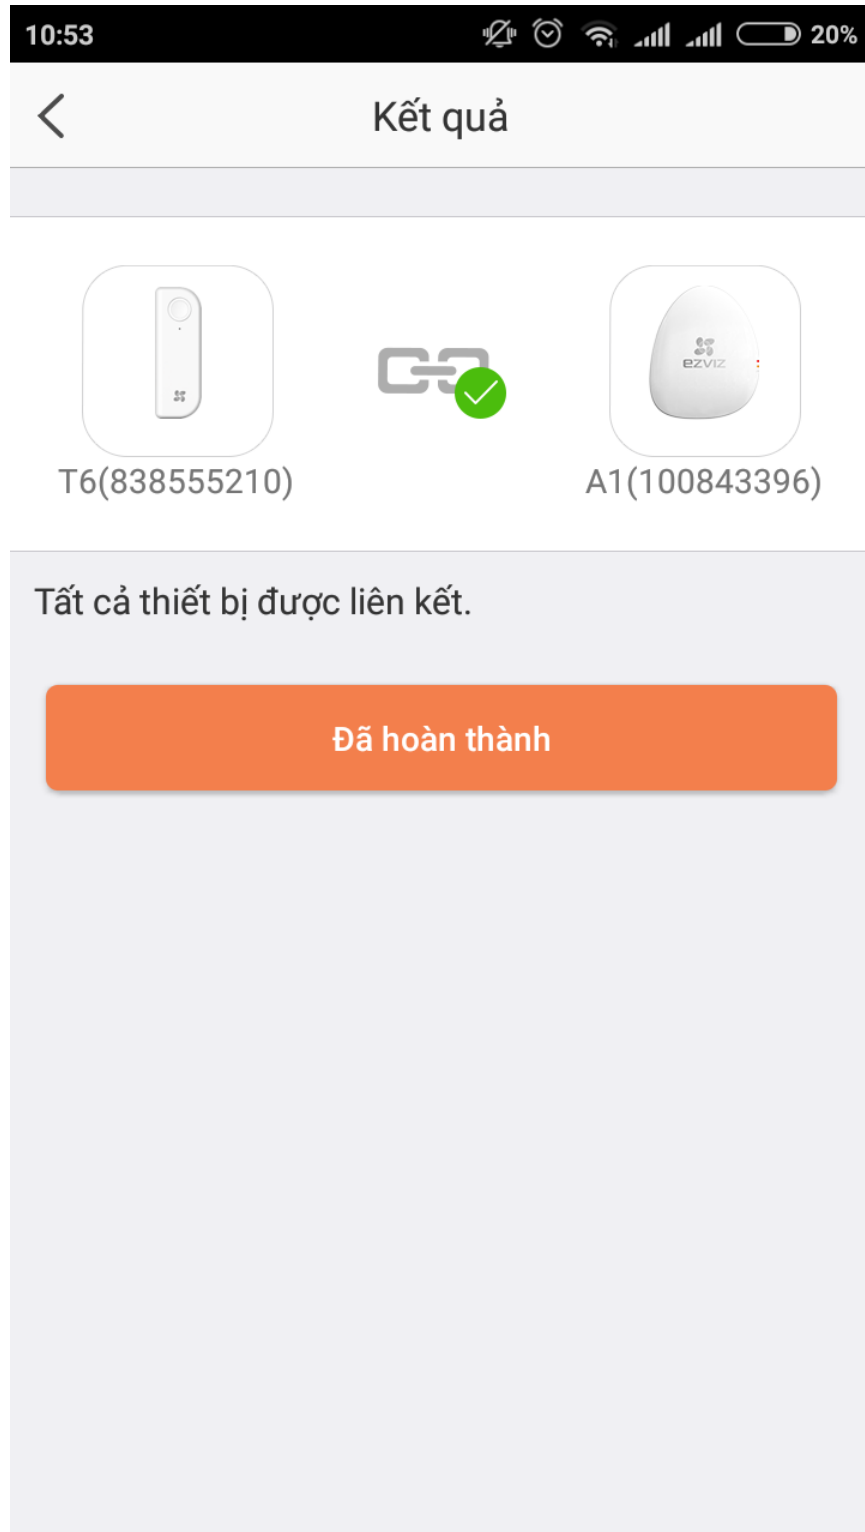 10:53
20%
Kết quả
ezviz
T6(838555210)
A1(100843396)
Tất cả thiết bị được liên kết.
Đã hoàn thành